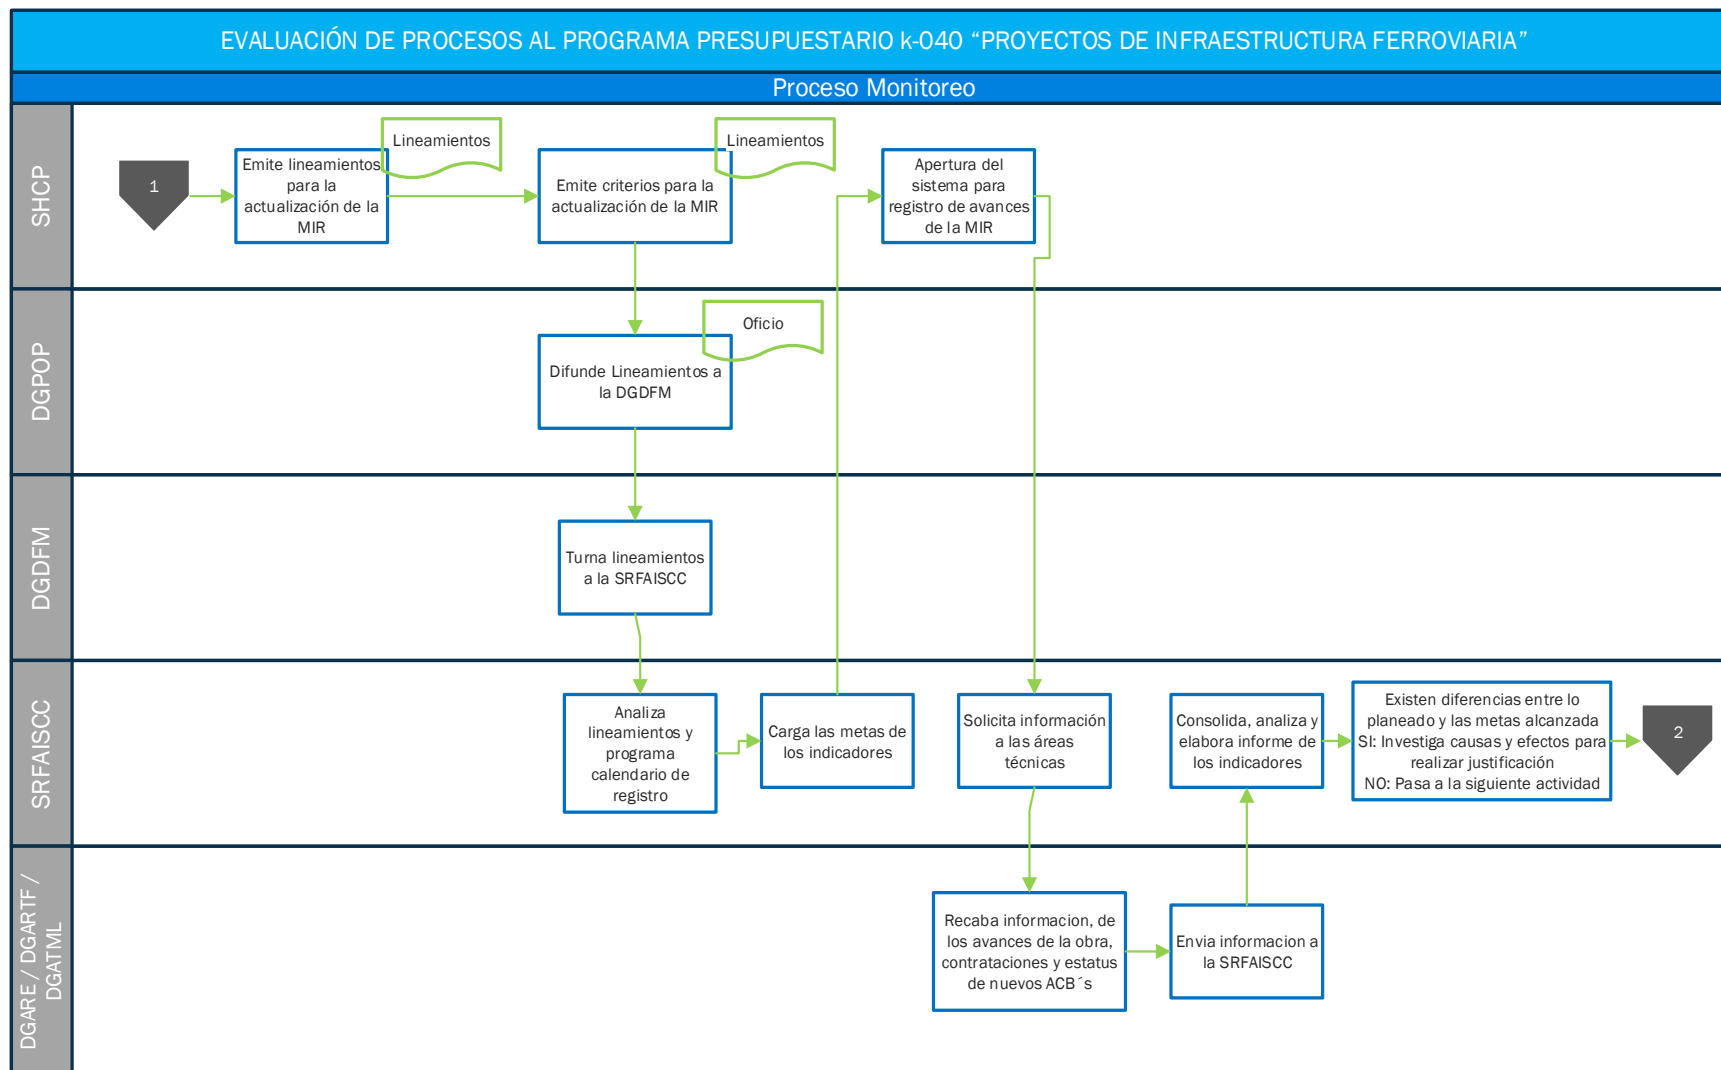 EVALUACIÓN DE PROCESOS AL PROGRAMA PRESUPUESTARIO k-040 “PROYECTOS DE INFRAESTRUCTURA FERROVIARIA”
Proceso Monitoreo
SHCP
1
Emite lineamientos
para la
actualización de la
MIR
Lineamientos
Emite criterios para la
actualización de la MIR
Lineamientos
Apertura del
sistema para
registro de avances
de la MIR
DGPOP
Difunde Lineamientos a
la DGDFM
Oficio
DGDFM
Turna lineamientos
a la SRFAISCC
SRFAISCC
Analiza
lineamientos y
programa
calendario de
registro
Carga las metas de
los indicadores
Solicita información
a las áreas
técnicas
Consolida, analiza y
elabora informe de
los indicadores
Existen diferencias entre lo
planeado y las metas alcanzada
SI: Investiga causas y efectos para
realizar justificación
NO: Pasa a la siguiente actividad
2
DGARE / DGARTF /
DGATML
Recaba informacion, de
los avances de la obra,
contrataciones y estatus
de nuevos ACB´s
Envia informacion a
la SRFAISCC